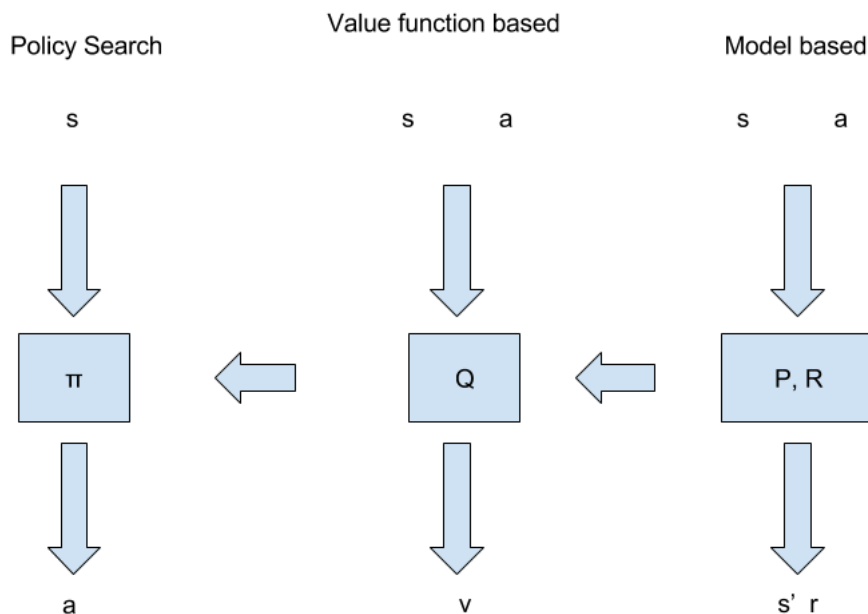 Policy Search
Value function based
Model based
s
s a
s a
π
Q
P, R
a
v
s’ r